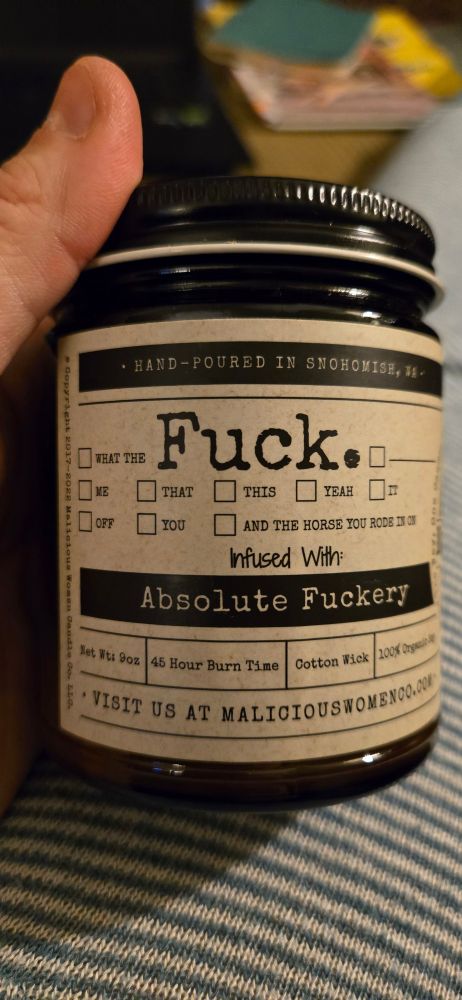 · HAND-POURED IN SNOHOMISH, WA ·
WHAT THE Fuck.
ME THAT THIS YEAH IT
OFF YOU AND THE HORSE YOU RODE IN ON
Infused With:
Absolute Fuckery
Net Wt: 9oz 45 Hour Burn Time Cotton Wick 100% Organic Soy
· VISIT US AT MALICIOUSWOMENCO.COM ·
© Copyright 2017-2022 Malicious Women Candle Co. LLC.